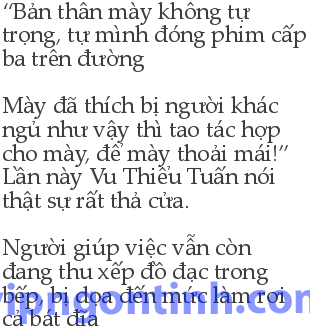 “Bản thân mày không tự
trọng, tự mình đóng phim cấp
ba trên đường
Mày đã thích bị người khác
ngủ như vậy thì tao tác hợp
cho mày, để mày thoải mái!”
Lần này Vu Thiểu Tuấn nói
thật sự rất thả cửa.
Người giúp việc vẫn còn
đang thu xếp đồ đạc trong
bếp, bị dọa đến mức làm rơi
cả bát đĩa
vipngontinh.com